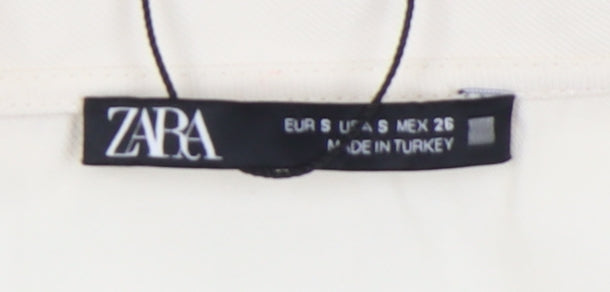 ZARA
EUR S USA S MEX 26
MADE IN TURKEY